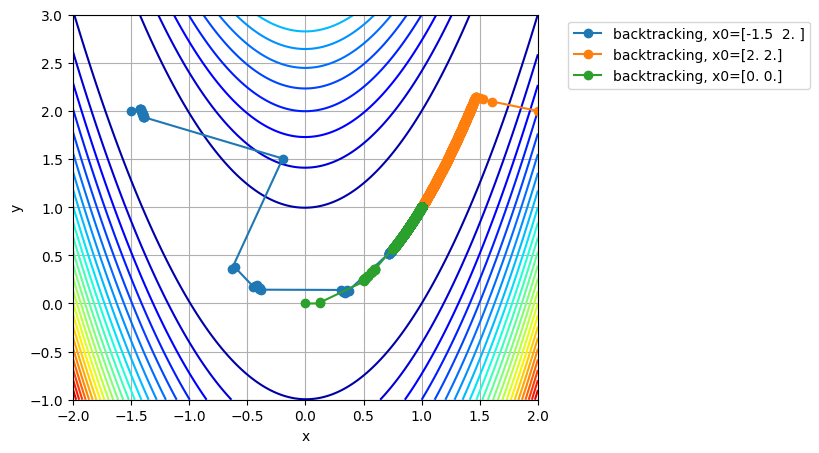 3.0
2.5
2.0
1.5
1.0
0.5
0.0
−0.5
−1.0
y
−2.0 −1.5 −1.0 −0.5 0.0 0.5 1.0 1.5 2.0
x
backtracking, x0=[-1.5  2. ]
backtracking, x0=[2. 2.]
backtracking, x0=[0. 0.]